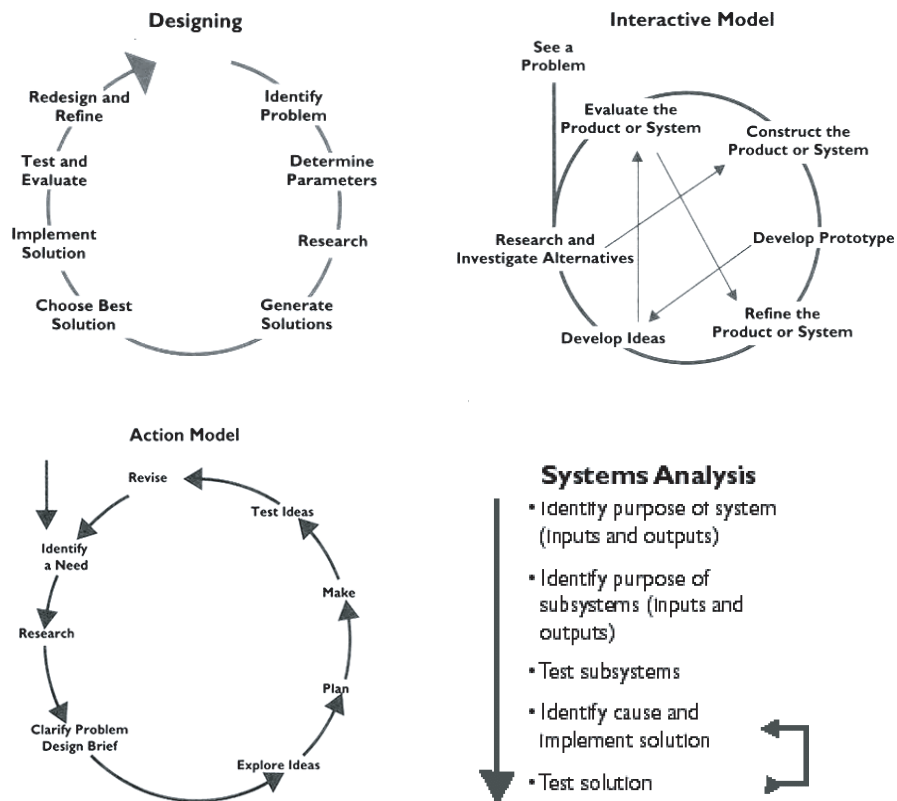 Designing
Identify
Problem
Determine
Parameters
Research
Generate
Solutions
Choose Best
Solution
Implement
Solution
Test and
Evaluate
Redesign and
Refine
Interactive Model
See a
Problem
Evaluate the
Product or System
Construct the
Product or System
Research and
Investigate Alternatives
Develop Prototype
Develop Ideas
Refine the
Product or System
Action Model
Revise
Identify
a Need
Research
Clarify Problem
Design Brief
Explore Ideas
Plan
Make
Test Ideas
Systems Analysis
• Identify purpose of system
(inputs and outputs)
• Identify purpose of
subsystems (inputs and
outputs)
• Test subsystems
• Identify cause and
implement solution
• Test solution